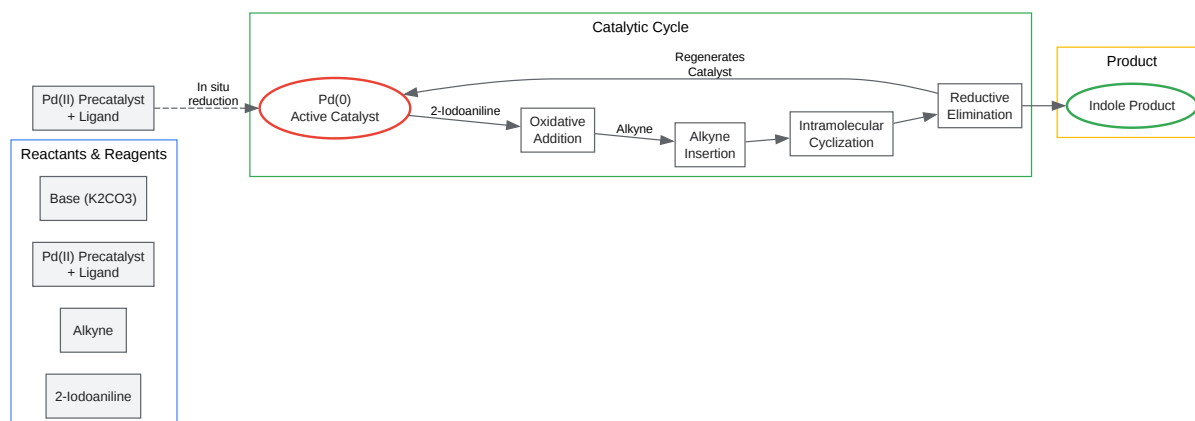 Catalytic Cycle
Regenerates
Catalyst
Product
In situ
reduction
Pd(II) Precatalyst
+ Ligand
Pd(0)
Active Catalyst
2-Iodoaniline
Oxidative
Addition
Alkyne
Alkyne
Insertion
Intramolecular
Cyclization
Reductive
Elimination
Indole Product
Reactants & Reagents
Base (K2CO3)
Pd(II) Precatalyst
+ Ligand
Alkyne
2-Iodoaniline